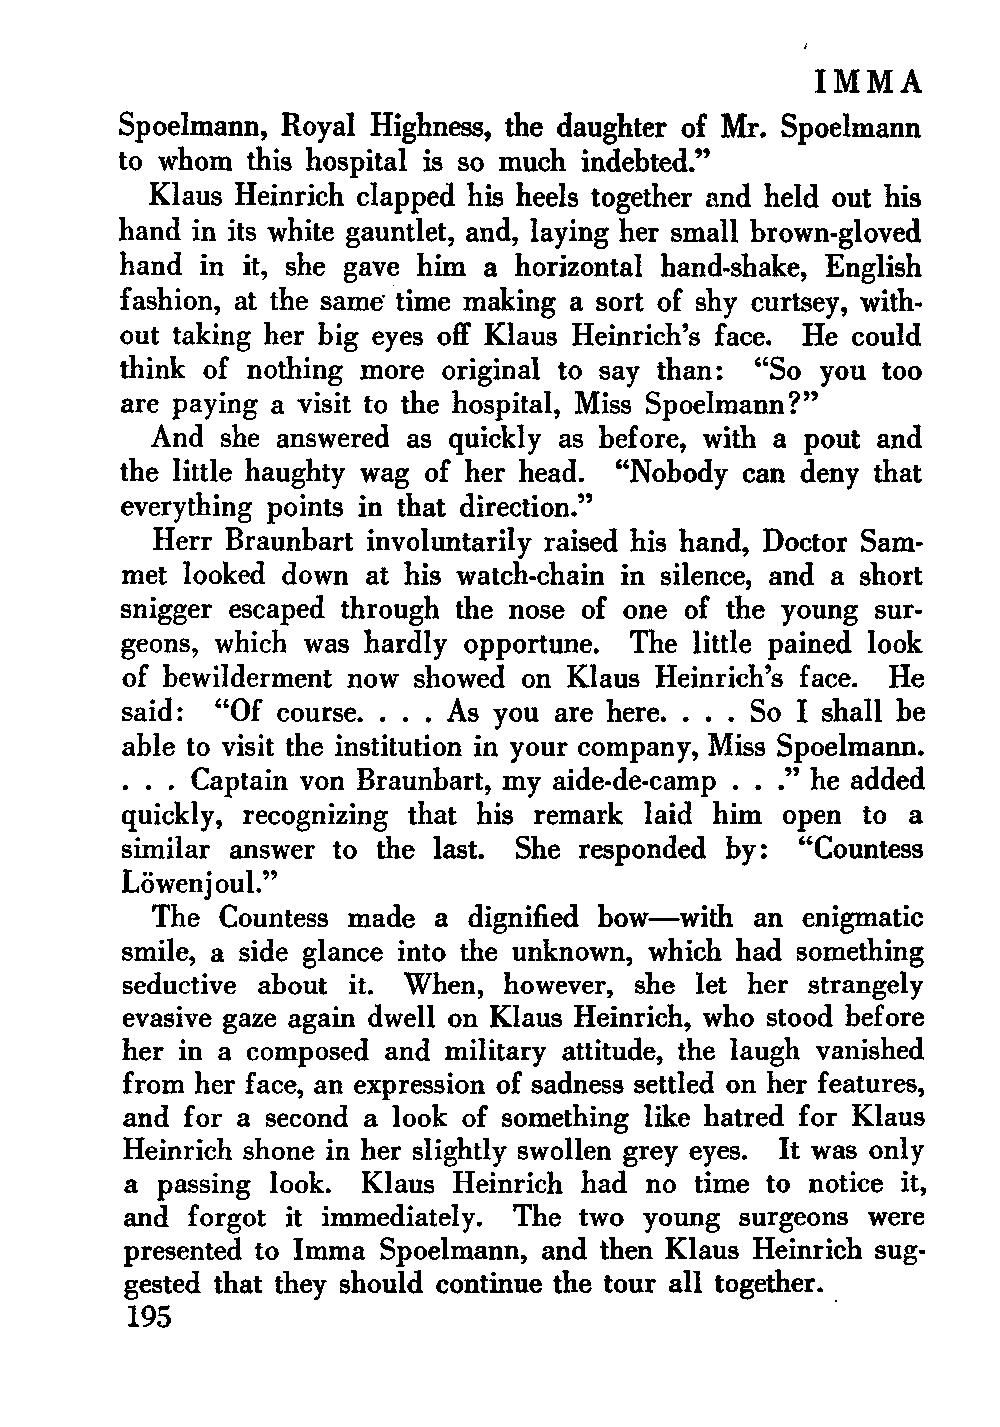 IMMA
Spoelmann, Royal Highness, the daughter of Mr. Spoelmann
to whom this hospital is so much indebted.”
Klaus Heinrich clapped his heels together and held out his
hand in its white gauntlet, and, laying her small brown-gloved
hand in it, she gave him a horizontal hand-shake, English
fashion, at the same time making a sort of shy curtsey, with-
out taking her big eyes off Klaus Heinrich’s face. He could
think of nothing more original to say than: “So you too
are paying a visit to the hospital, Miss Spoelmann?”
And she answered as quickly as before, with a pout and
the little haughty wag of her head. “Nobody can deny that
everything points in that direction.”
Herr Braunbart involuntarily raised his hand, Doctor Sam-
met looked down at his watch-chain in silence, and a short
snigger escaped through the nose of one of the young sur-
geons, which was hardly opportune. The little pained look
of bewilderment now showed on Klaus Heinrich’s face. He
said: “Of course. . . . As you are here. . . . So I shall be
able to visit the institution in your company, Miss Spoelmann.
. . . Captain von Braunbart, my aide-de-camp . . .” he added
quickly, recognizing that his remark laid him open to a
similar answer to the last. She responded by: “Countess
Löwenjoul.”
The Countess made a dignified bow—with an enigmatic
smile, a side glance into the unknown, which had something
seductive about it. When, however, she let her strangely
evasive gaze again dwell on Klaus Heinrich, who stood before
her in a composed and military attitude, the laugh vanished
from her face, an expression of sadness settled on her features,
and for a second a look of something like hatred for Klaus
Heinrich shone in her slightly swollen grey eyes. It was only
a passing look. Klaus Heinrich had no time to notice it,
and forgot it immediately. The two young surgeons were
presented to Imma Spoelmann, and then Klaus Heinrich sug-
gested that they should continue the tour all together.
195